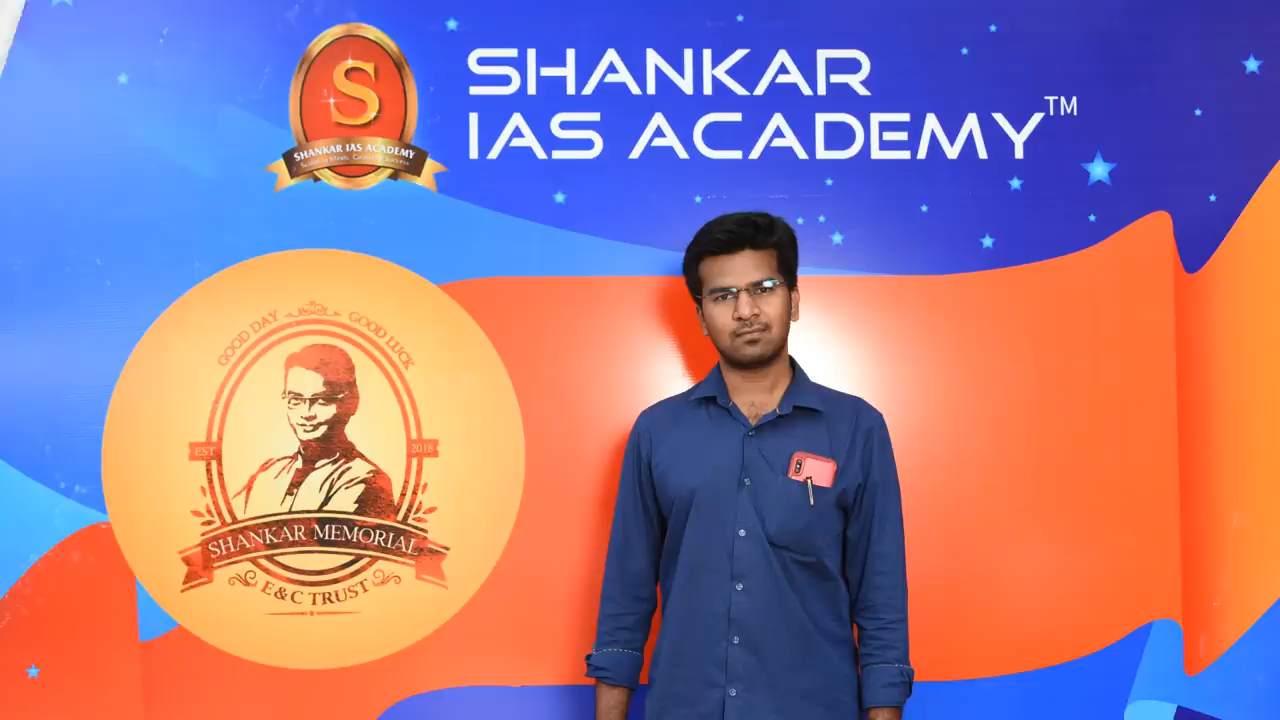 S
SHANKAR IAS ACADEMY
SHANKAR
IAS ACADEMY™
GOOD DAY GOOD LUCK
EST 2018
SHANKAR MEMORIAL
E&C TRUST